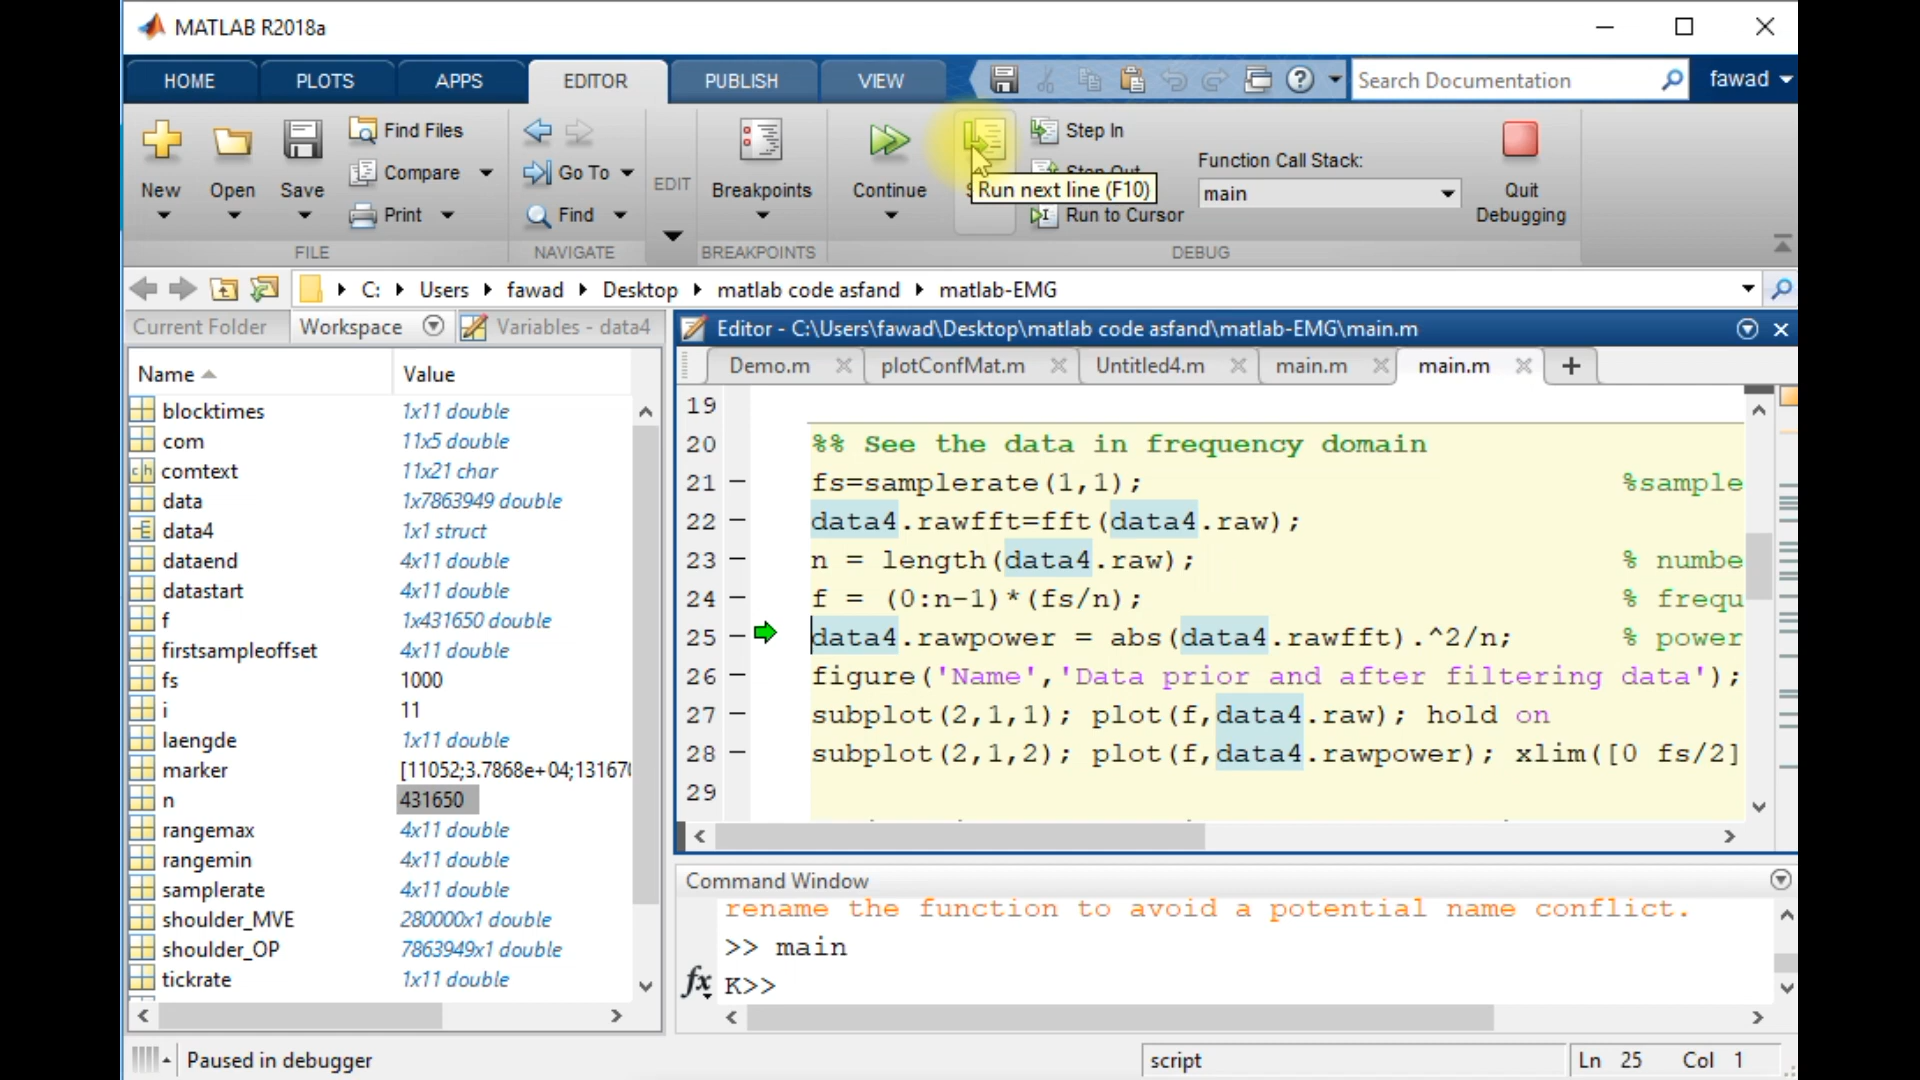 MATLAB R2018a
HOME PLOTS APPS EDITOR PUBLISH VIEW Search Documentation fawad
New Open Save Find Files Compare Print
FILE
Go To Find
NAVIGATE
EDIT
Breakpoints
BREAKPOINTS
Continue Step In
Run next line (F10)
Run to Cursor
Function Call Stack:
main
Quit Debugging
DEBUG
C: Users fawad Desktop matlab code asfand matlab-EMG
Current Folder Workspace Variables - data4
Name Value
blocktimes 1x11 double
com 11x5 double
comtext 11x21 char
data 1x7863949 double
data4 1x1 struct
dataend 4x11 double
datastart 4x11 double
f 1x431650 double
firstsampleoffset 4x11 double
fs 1000
i 11
laengde 1x11 double
marker [11052;3.7868e+04;13167
n 431650
rangemax 4x11 double
rangemin 4x11 double
samplerate 4x11 double
shoulder_MVE 280000x1 double
shoulder_OP 7863949x1 double
tickrate 1x11 double
Editor - C:\Users\fawad\Desktop\matlab code asfand\matlab-EMG\main.m
Demo.m plotConfMat.m Untitled4.m main.m main.m +
19
20 %% See the data in frequency domain
21 fs=samplerate(1,1); %sample
22 data4.rawfft=fft(data4.raw);
23 n = length(data4.raw); % numbe
24 f = (0:n-1)*(fs/n); % frequ
25 data4.rawpower = abs(data4.rawfft).^2/n; % power
26 figure('Name','Data prior and after filtering data');
27 subplot(2,1,1); plot(f,data4.raw); hold on
28 subplot(2,1,2); plot(f,data4.rawpower); xlim([0 fs/2]
29
Command Window
rename the function to avoid a potential name conflict.
>> main
fx K>>
Paused in debugger script Ln 25 Col 1